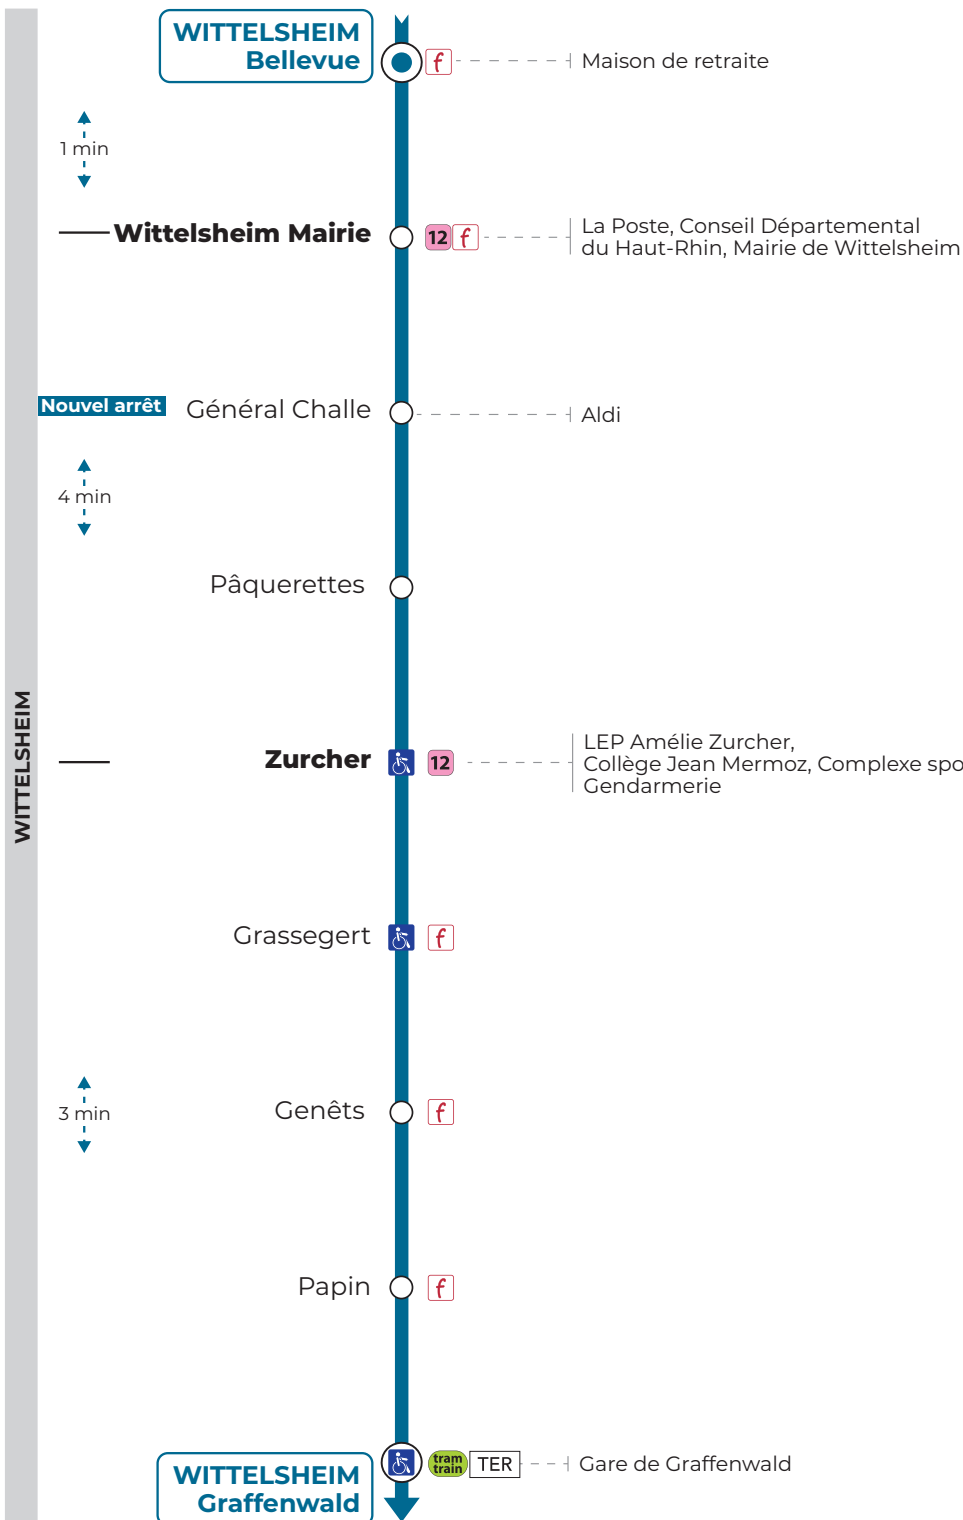 WITTELSHEIM
Bellevue
f
Maison de retraite
1 min
Wittelsheim Mairie
12 f
La Poste, Conseil Départemental
du Haut-Rhin, Mairie de Wittelsheim
Nouvel arrêt
Général Challe
Aldi
4 min
Pâquerettes
WITTELSHEIM
Zurcher
12
LEP Amélie Zurcher,
Collège Jean Mermoz, Complexe spo
Gendarmerie
Grassegert
f
3 min
Genêts
f
Papin
f
WITTELSHEIM
Graffenwald
tram
train
TER
Gare de Graffenwald